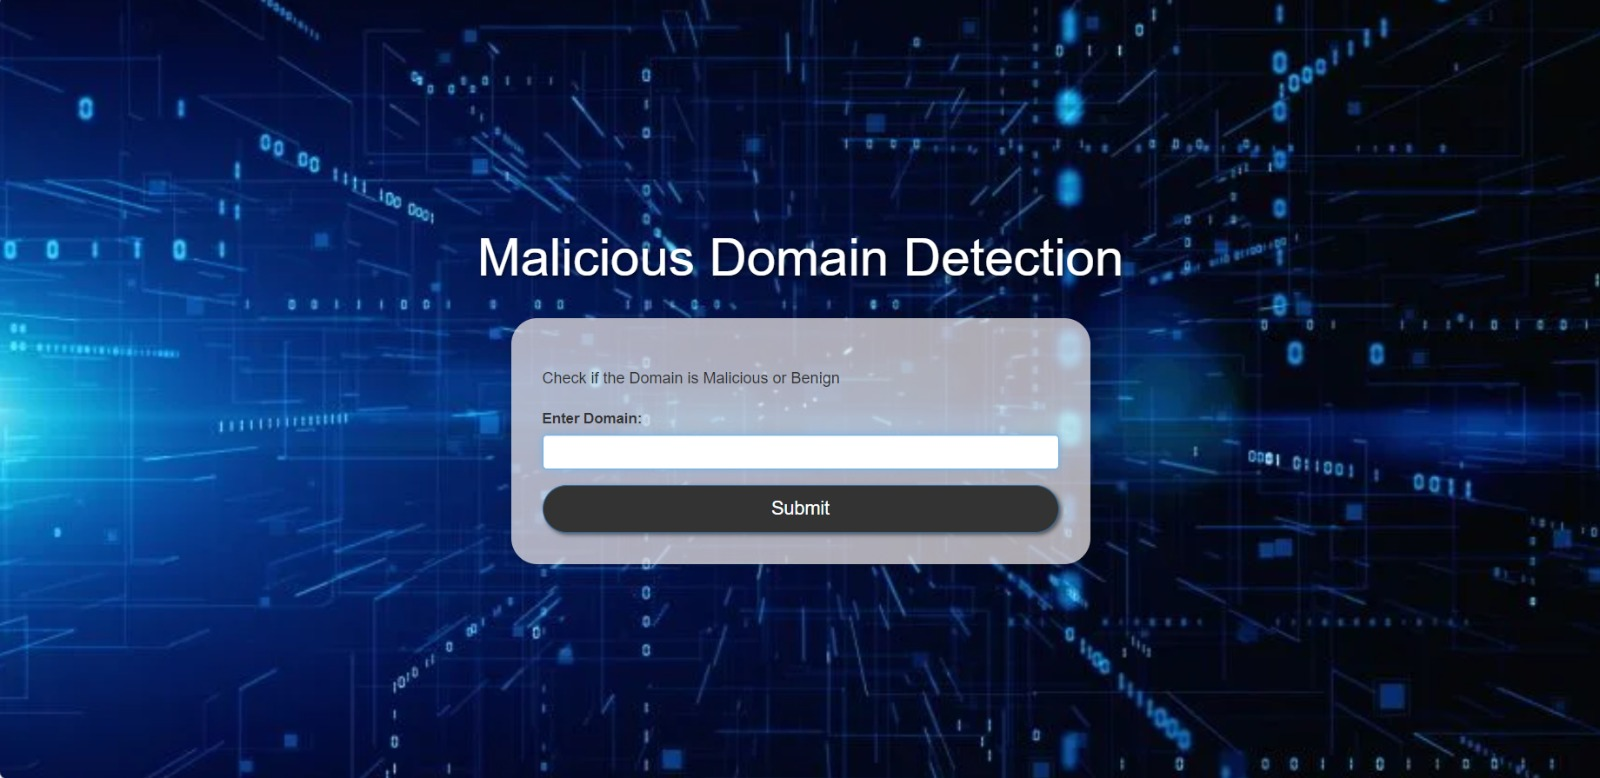 Malicious Domain Detection
Check if the Domain is Malicious or Benign
Enter Domain:
Submit